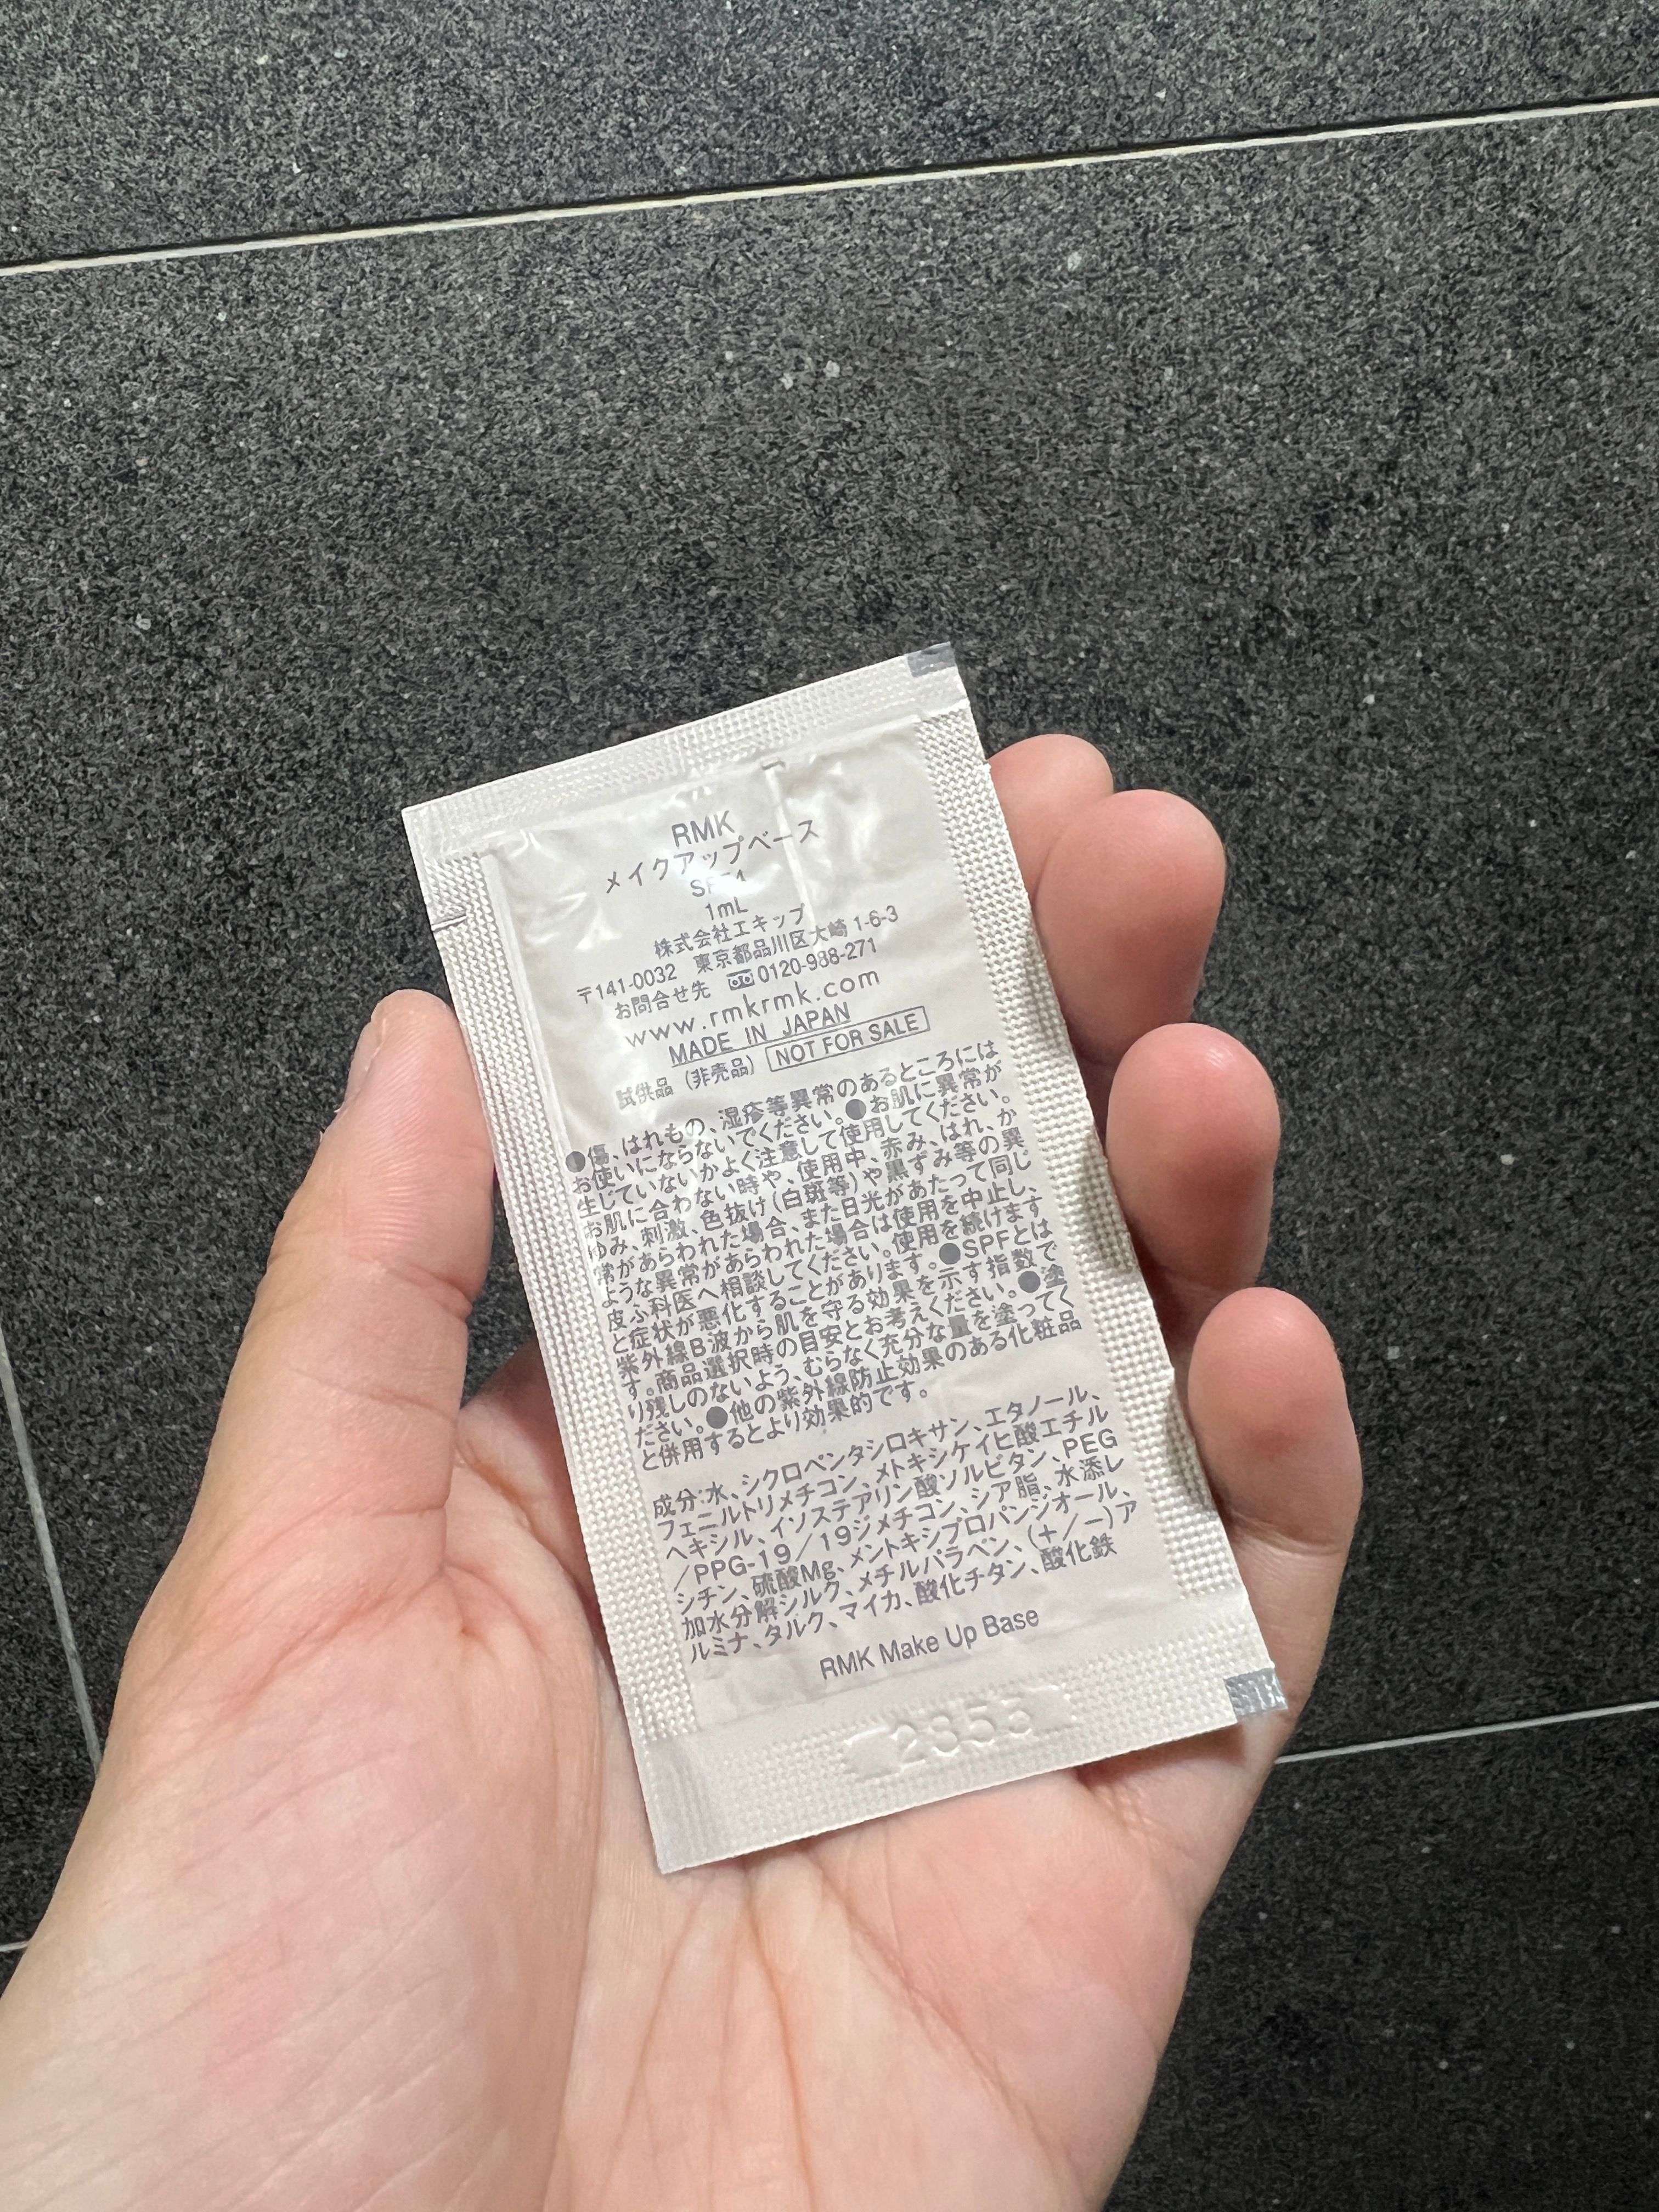 RMK
メイクアップベース
1mL
株式会社エキップ
〒141-0032 東京都品川区大崎 1-6-3
お問合せ先 0120-988-271
www.rmkrmk.com
MADE IN JAPAN
試供品(非売品) NOT FOR SALE
●傷、はれもの、湿疹等異常のあるところには
お使いにならないでください。●お肌に異常が
生じていないかよく注意して使用してください。
お肌に合わない時や、使用中、赤み、はれ、か
ゆみ、刺激、色抜け(白斑等)や黒ずみ等の異
常があらわれた場合、また日光があたって同じ
ような異常があらわれた場合は使用を中止し、
皮ふ科医へ相談してください。使用を続けます
と症状が悪化することがあります。●SPFとは
紫外線B波から肌を守る効果を示す指数で
す。商品選択時の目安とお考えください。●塗
り残しのないよう、むらなく充分な量を塗ってく
ださい。●他の紫外線防止効果のある化粧品
と併用するとより効果的です。
成分:水、シクロペンタシロキサン、エタノール、
フェニルトリメチコン、メトキシケイヒ酸エチル
ヘキシル、イソステアリン酸ソルビタン、PEG
/PPG-19/19ジメチコン、シア脂、水添レ
シチン、硫酸Mg、メントキシプロパンジオール、
加水分解シルク、メチルパラベン、(+/-)ア
ルミナ、タルク、マイカ、酸化チタン、酸化鉄
RMK Make Up Base